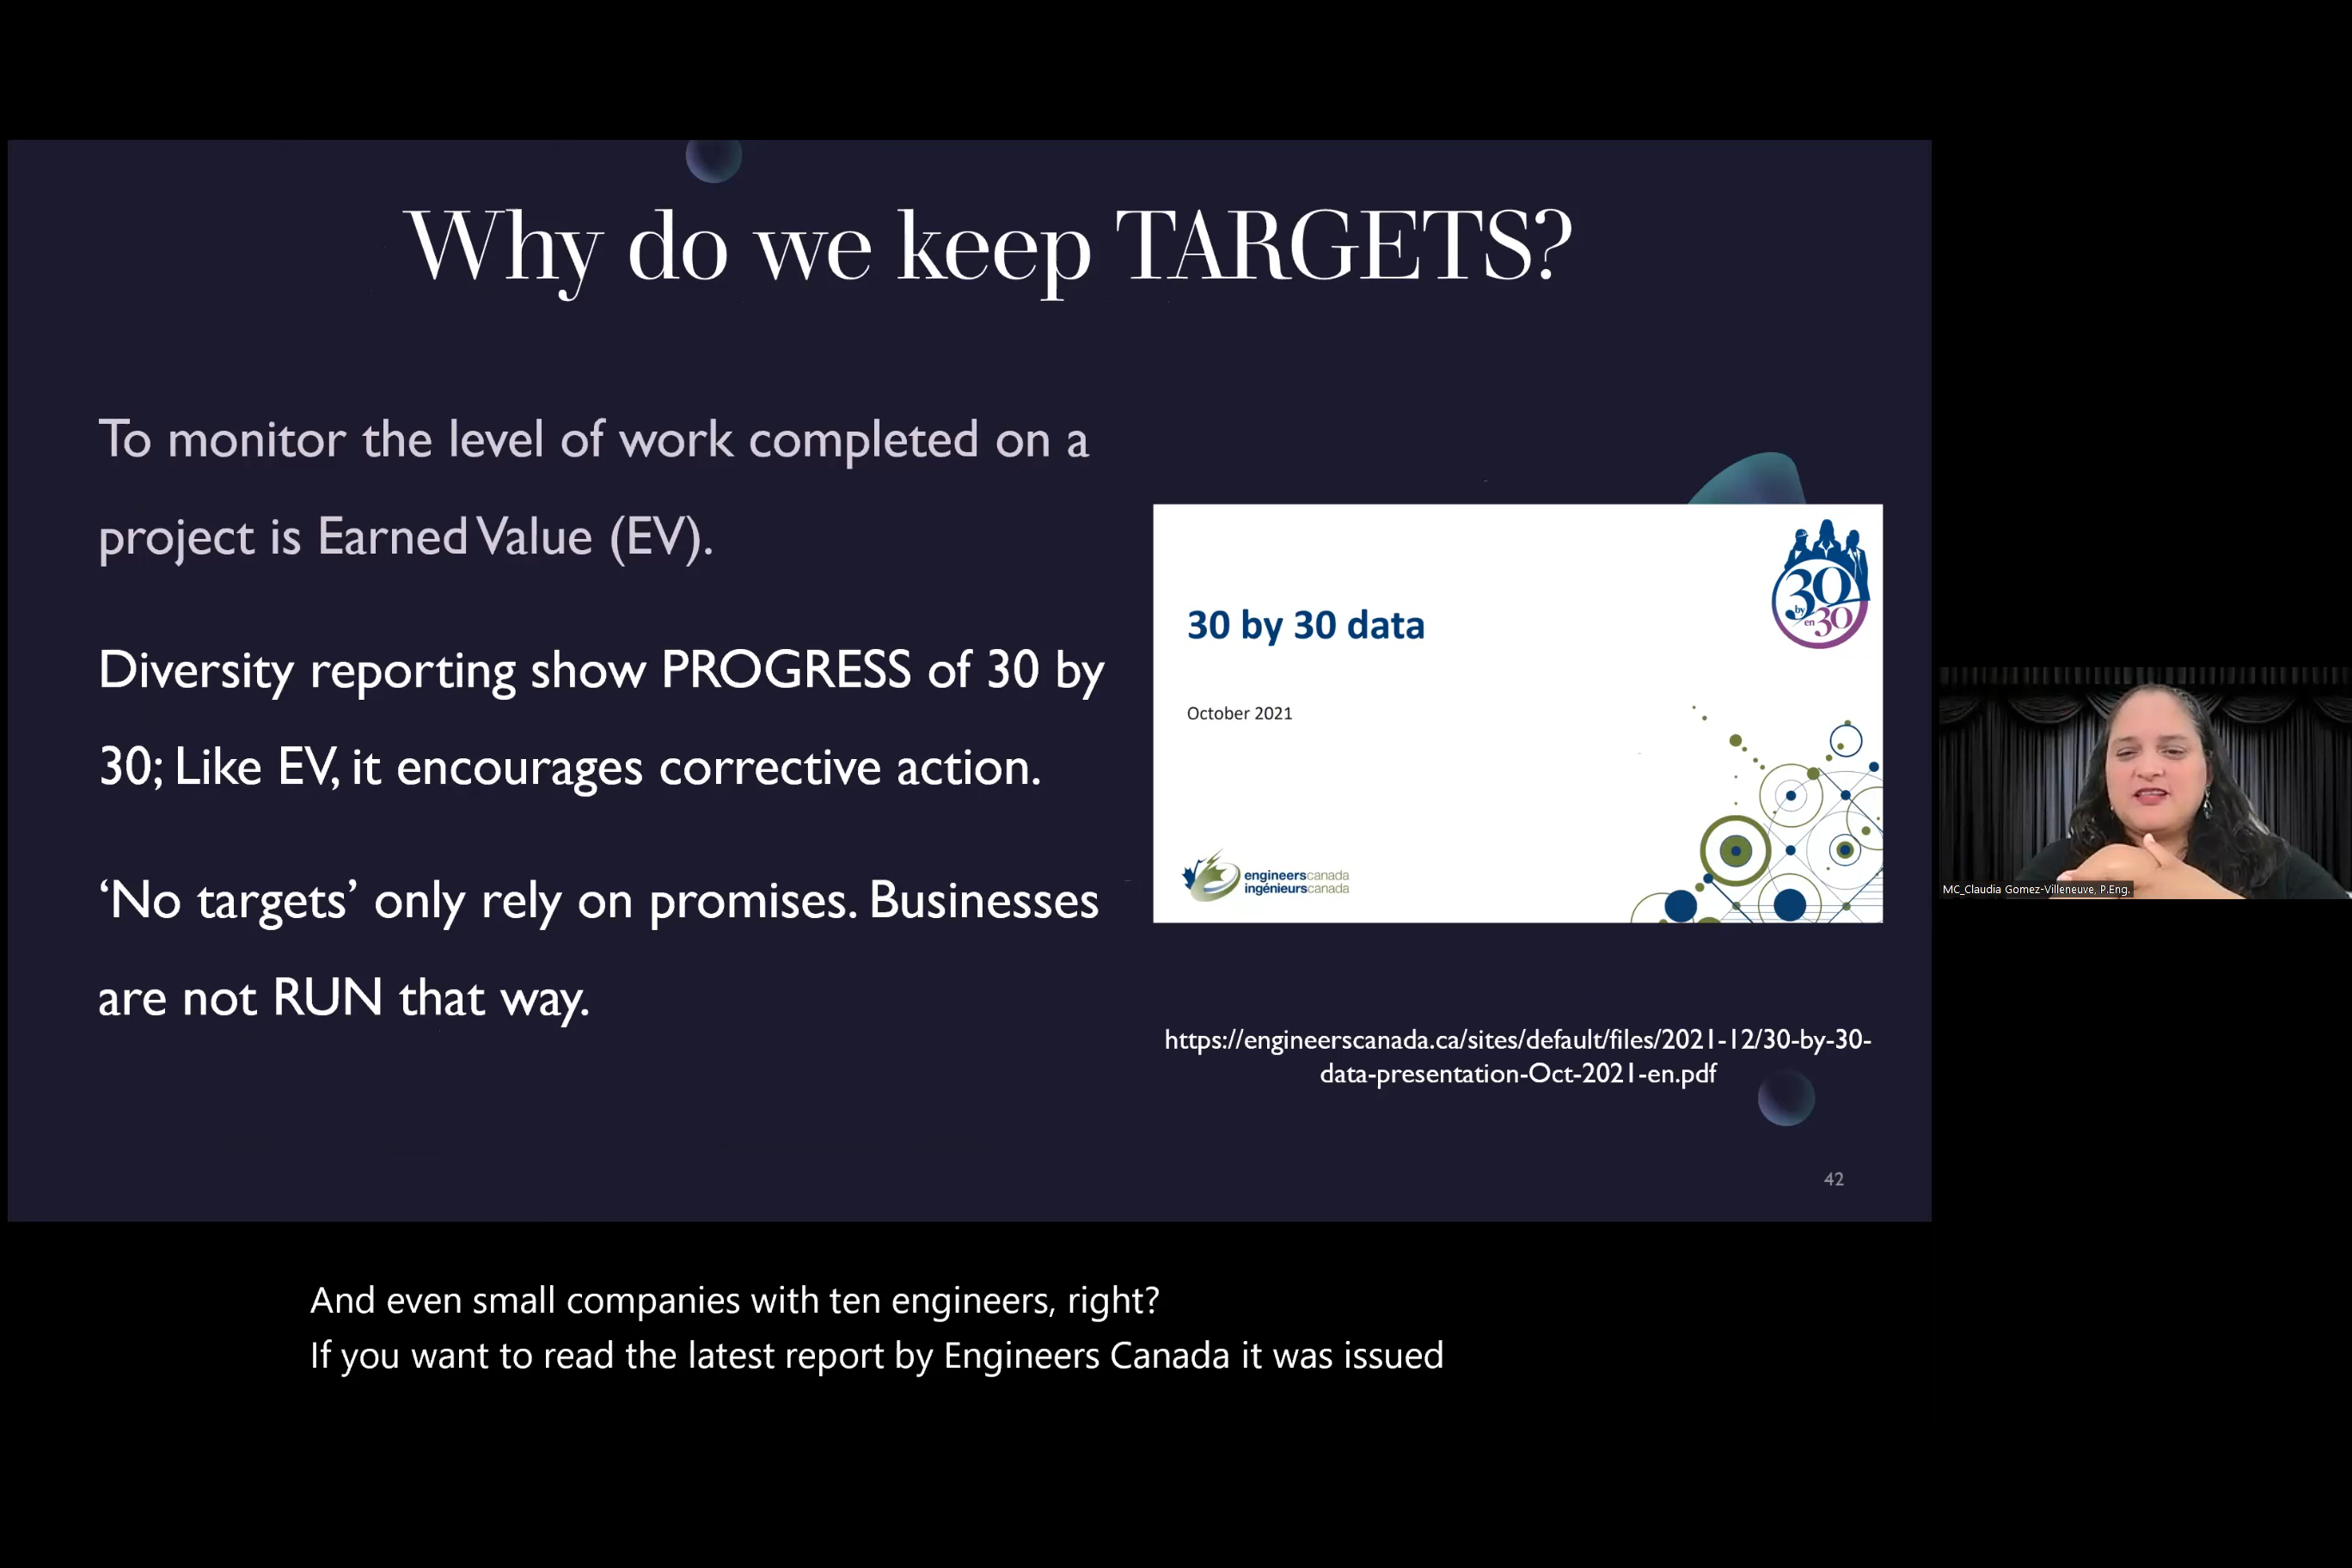 Why do we keep TARGETS?
To monitor the level of work completed on a
project is Earned Value (EV).
Diversity reporting show PROGRESS of 30 by
30; Like EV, it encourages corrective action.
‘No targets’ only rely on promises. Businesses
are not RUN that way.
30 by 30 data
October 2021
30
by
en 30
engineerscanada
ingénieurscanada
https://engineerscanada.ca/sites/default/files/2021-12/30-by-30-
data-presentation-Oct-2021-en.pdf
42
MC_Claudia Gomez-Villeneuve, P.Eng.
And even small companies with ten engineers, right?
If you want to read the latest report by Engineers Canada it was issued